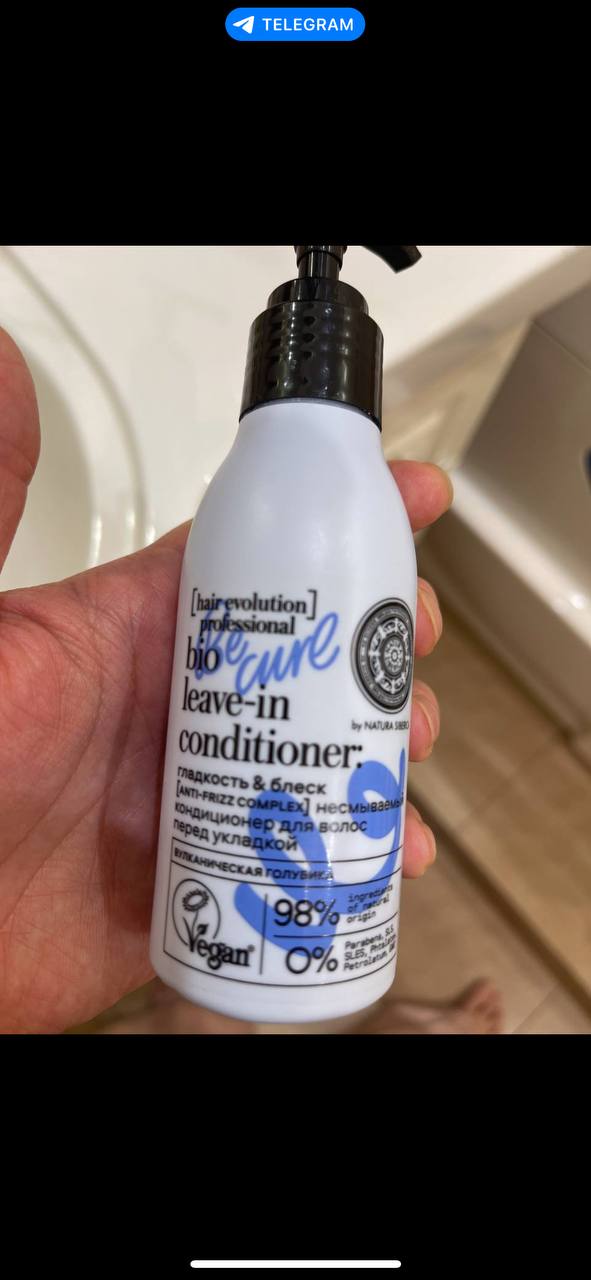 TELEGRAM
[hair evolution]
professional
Be
cure
bio
leave-in
conditioner:
by NATURA SIBERICA
гладкость & блеск
[ANTI-FRIZZ COMPLEX] несмываемый
кондиционер для волос
перед укладкой
ВУЛКАНИЧЕСКАЯ ГОЛУБИКА
Vegan
98% ingredients
of natural
origin
0% Parabens, SLS,
SLES,
Petrolatum,